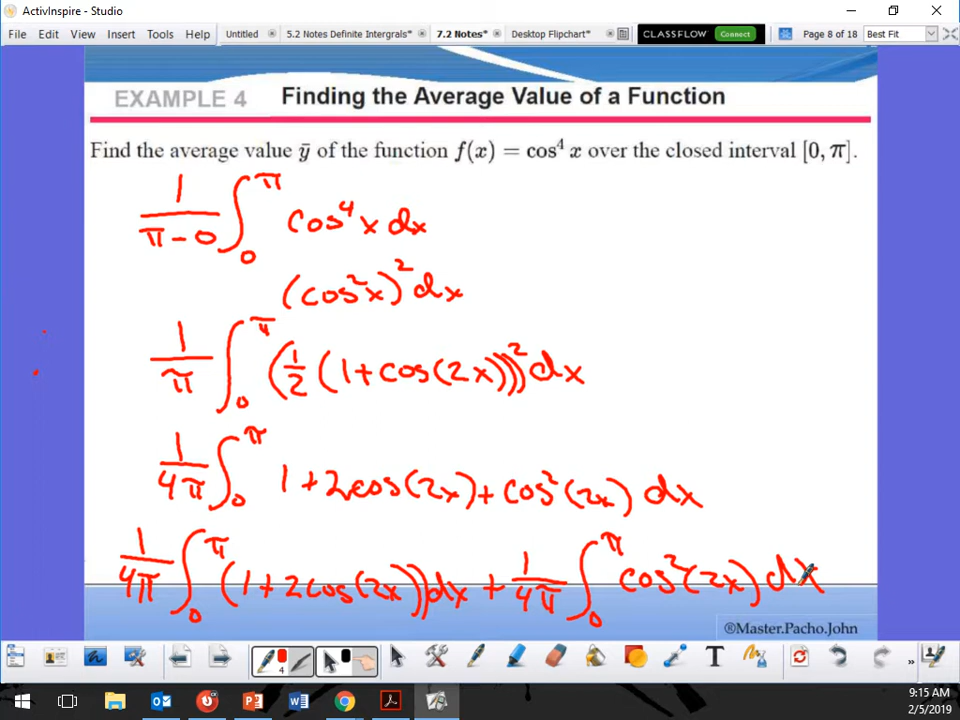 ActivInspire - Studio
File Edit View Insert Tools Help Untitled 5.2 Notes Definite Intergrals* 7.2 Notes* Desktop Flipchart* CLASSFLOW Connect Page 8 of 18 Best Fit
EXAMPLE 4 Finding the Average Value of a Function
Find the average value ȳ of the function f(x) = cos⁴ x over the closed interval [0, π].
1/(π-0) ∫₀^π cos⁴x dx
(cos²x)² dx
1/π ∫₀^π (1/2 (1+cos(2x)))² dx
1/4π ∫₀^π 1+2cos(2x)+cos²(2x) dx
1/4π ∫₀^π (1+2cos(2x))dx + 1/4π ∫₀^π cos²(2x) dx
®Master.Pacho.John
4 T »
9:15 AM
2/5/2019